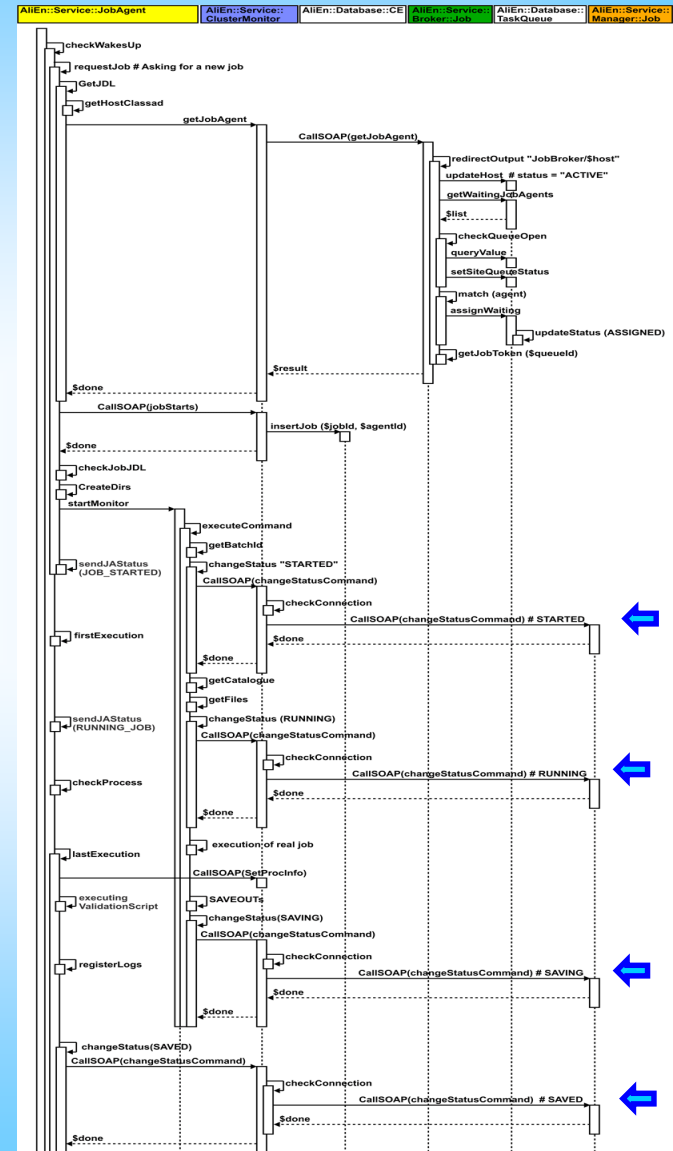 AliEn::Service::JobAgent
AliEn::Service::
ClusterMonitor
AliEn::Database::CE
AliEn::Service::
Broker::Job
AliEn::Database::
TaskQueue
AliEn::Service::
Manager::Job
checkWakesUp
requestJob # Asking for a new job
GetJDL
getHostClassad
getJobAgent
CallSOAP(getJobAgent)
redirectOutput "JobBroker/$host"
updateHost # status = "ACTIVE"
getWaitingJobAgents
$list
checkQueueOpen
queryValue
setSiteQueueStatus
match (agent)
assignWaiting
updateStatus (ASSIGNED)
getJobToken ($queueId)
$result
$done
CallSOAP(jobStarts)
insertJob ($jobId, $agentId)
$done
checkJobJDL
CreateDirs
startMonitor
executeCommand
getBatchId
sendJAStatus
(JOB_STARTED)
changeStatus "STARTED"
CallSOAP(changeStatusCommand)
checkConnection
CallSOAP(changeStatusCommand) # STARTED
firstExecution
$done
$done
getCatalogue
getFiles
sendJAStatus
(RUNNING_JOB)
changeStatus (RUNNING)
CallSOAP(changeStatusCommand)
checkConnection
CallSOAP(changeStatusCommand) # RUNNING
checkProcess
$done
$done
execution of real job
lastExecution
CallSOAP(SetProcInfo)
executing
ValidationScript
SAVEOUTs
changeStatus(SAVING)
CallSOAP(changeStatusCommand)
checkConnection
registerLogs
CallSOAP(changeStatusCommand) # SAVING
$done
$done
changeStatus(SAVED)
CallSOAP(changeStatusCommand)
checkConnection
CallSOAP(changeStatusCommand) # SAVED
$done
$done